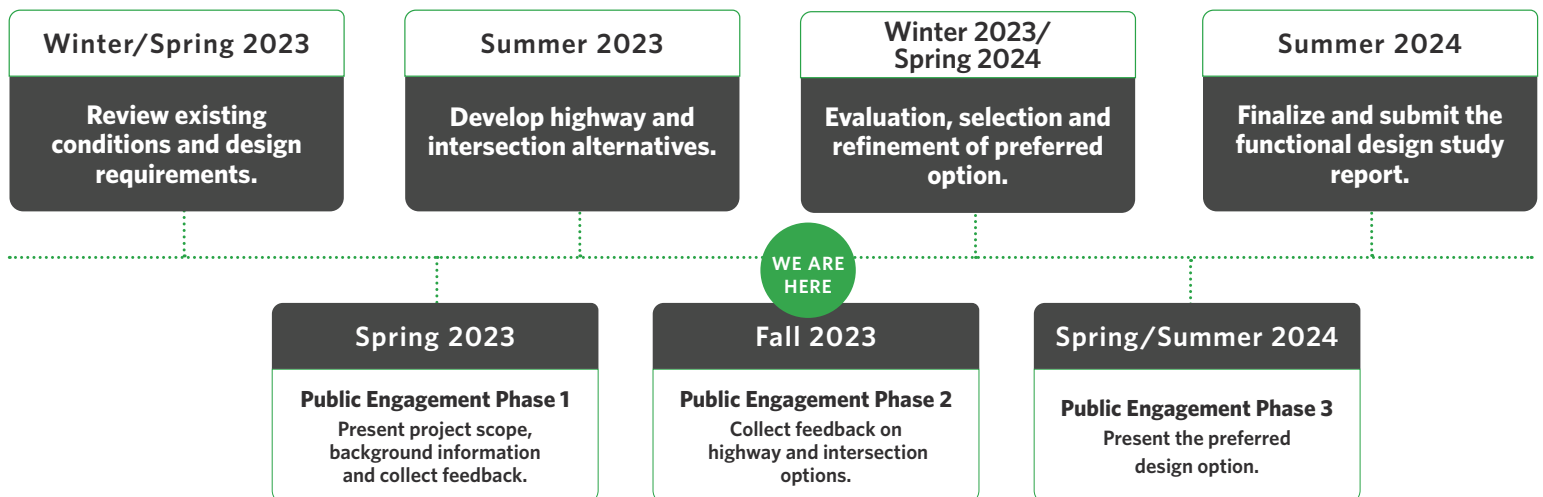 Winter/Spring 2023
Review existing
conditions and design
requirements.
Summer 2023
Develop highway and
intersection alternatives.
Winter 2023/
Spring 2024
Evaluation, selection and
refinement of preferred
option.
Summer 2024
Finalize and submit the
functional design study
report.
WE ARE
HERE
Spring 2023
Public Engagement Phase 1
Present project scope,
background information
and collect feedback.
Fall 2023
Public Engagement Phase 2
Collect feedback on
highway and intersection
options.
Spring/Summer 2024
Public Engagement Phase 3
Present the preferred
design option.